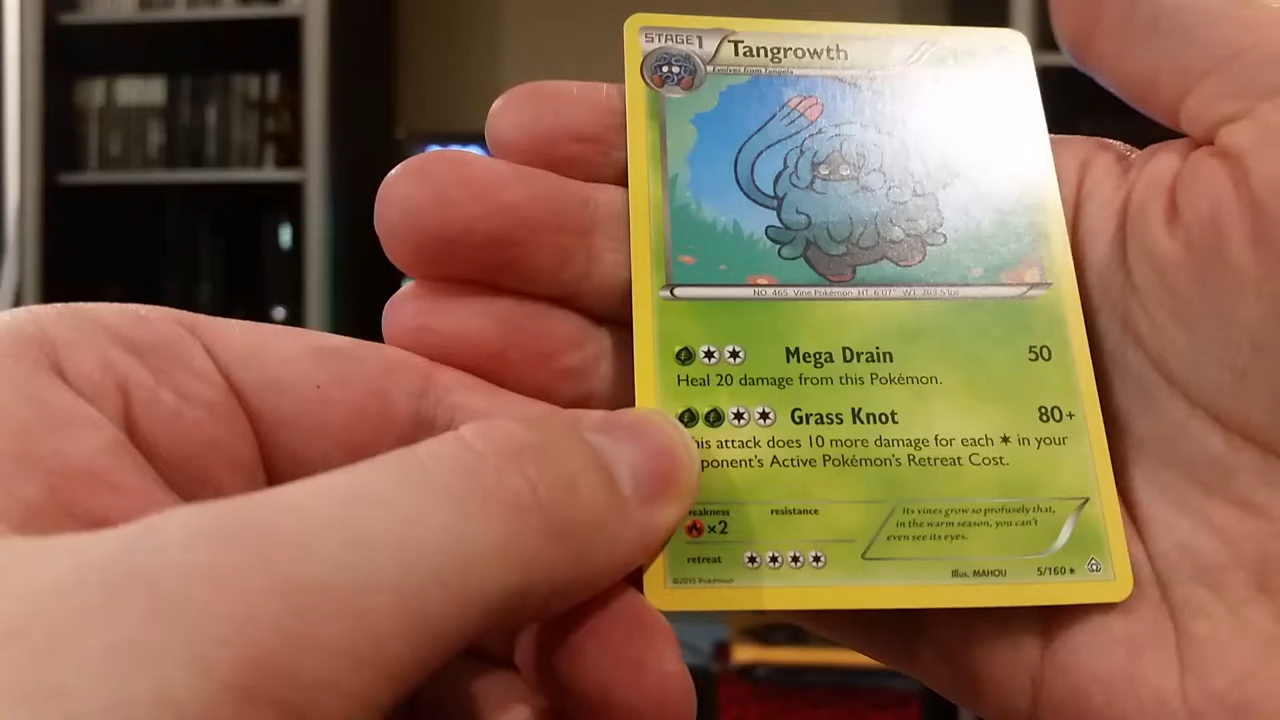 STAGE1
Tangrowth
Evolves from Tangela
NO. 465 Vine Pokémon HT. 6'07" WT. 283.5 lbs
Mega Drain 50
Heal 20 damage from this Pokémon.
Grass Knot 80+
his attack does 10 more damage for each in your
ponent's Active Pokémon's Retreat Cost.
eakness resistance
×2
Its vines grow so profusely that,
in the warm season, you can't
even see its eyes.
retreat
©2015 Pokémon
Illus. MAHOU 5/160 ★